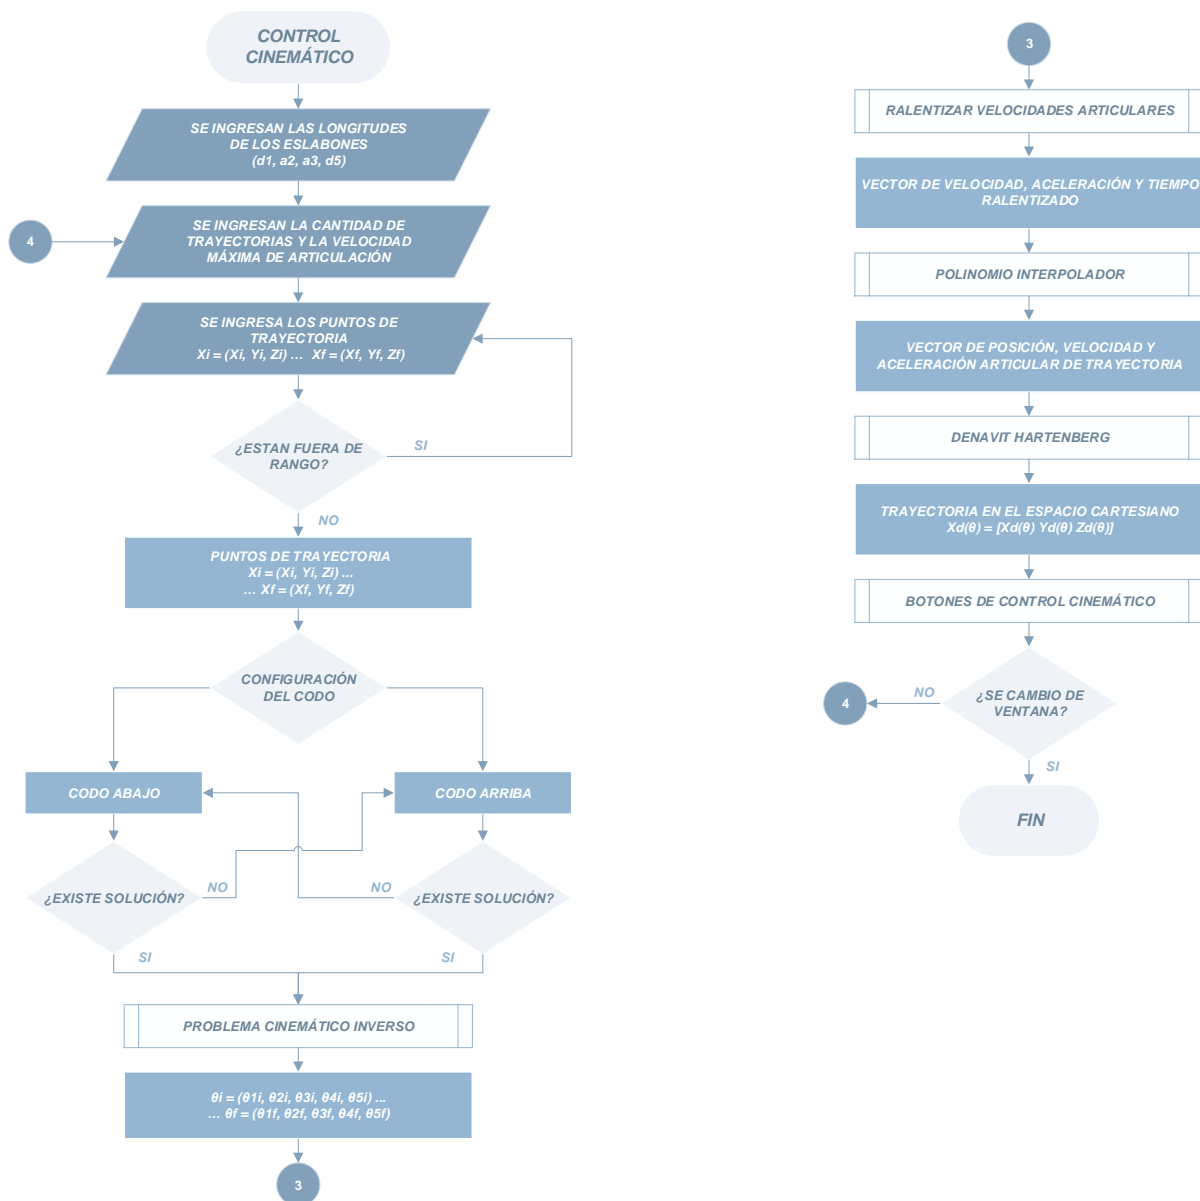 CONTROL
CINEMÁTICO
SE INGRESAN LAS LONGITUDES
DE LOS ESLABONES
(d1, a2, a3, d5)
4
SE INGRESAN LA CANTIDAD DE
TRAYECTORIAS Y LA VELOCIDAD
MÁXIMA DE ARTICULACIÓN
SE INGRESA LOS PUNTOS DE
TRAYECTORIA
Xi = (Xi, Yi, Zi) ... Xf = (Xf, Yf, Zf)
¿ESTAN FUERA DE
RANGO?
SI
NO
PUNTOS DE TRAYECTORIA
Xi = (Xi, Yi, Zi) ...
... Xf = (Xf, Yf, Zf)
CONFIGURACIÓN
DEL CODO
CODO ABAJO
CODO ARRIBA
¿EXISTE SOLUCIÓN?
NO
NO
¿EXISTE SOLUCIÓN?
SI
SI
PROBLEMA CINEMÁTICO INVERSO
θi = (θ1i, θ2i, θ3i, θ4i, θ5i) ...
... θf = (θ1f, θ2f, θ3f, θ4f, θ5f)
3
3
RALENTIZAR VELOCIDADES ARTICULARES
VECTOR DE VELOCIDAD, ACELERACIÓN Y TIEMPO
RALENTIZADO
POLINOMIO INTERPOLADOR
VECTOR DE POSICIÓN, VELOCIDAD Y
ACELERACIÓN ARTICULAR DE TRAYECTORIA
DENAVIT HARTENBERG
TRAYECTORIA EN EL ESPACIO CARTESIANO
Xd(θ) = [Xd(θ) Yd(θ) Zd(θ)]
BOTONES DE CONTROL CINEMÁTICO
¿SE CAMBIO DE
VENTANA?
NO
4
SI
FIN